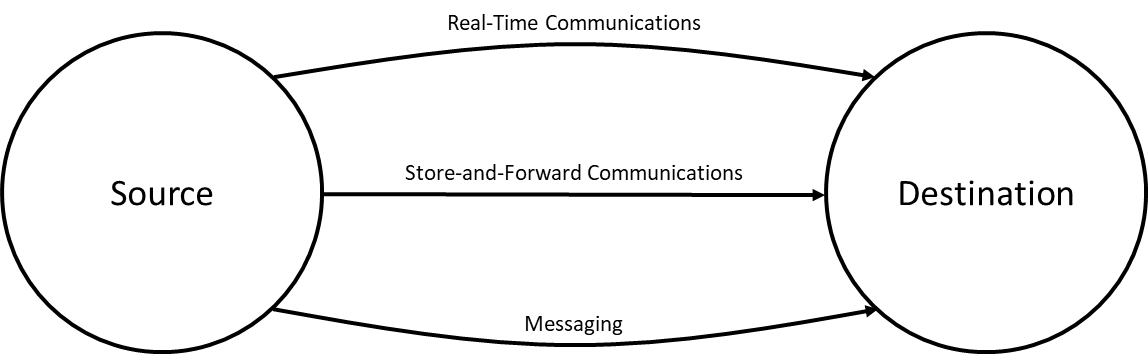 Real-Time Communications
Store-and-Forward Communications
Source
Destination
Messaging